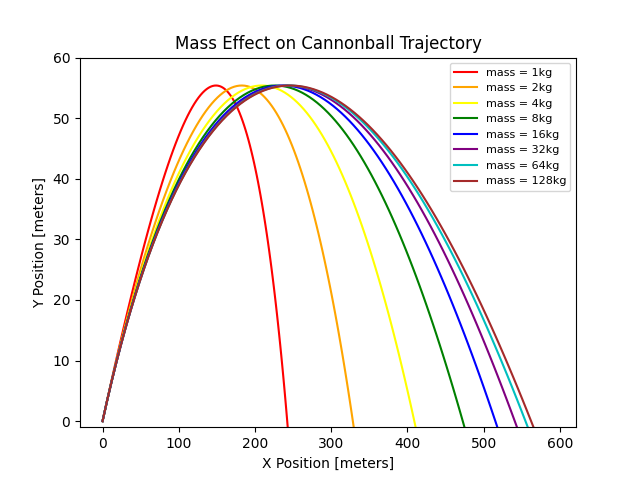 Mass Effect on Cannonball Trajectory
60
50
40
30
20
10
0
Y Position [meters]
mass = 1kg
mass = 2kg
mass = 4kg
mass = 8kg
mass = 16kg
mass = 32kg
mass = 64kg
mass = 128kg
0 100 200 300 400 500 600
X Position [meters]